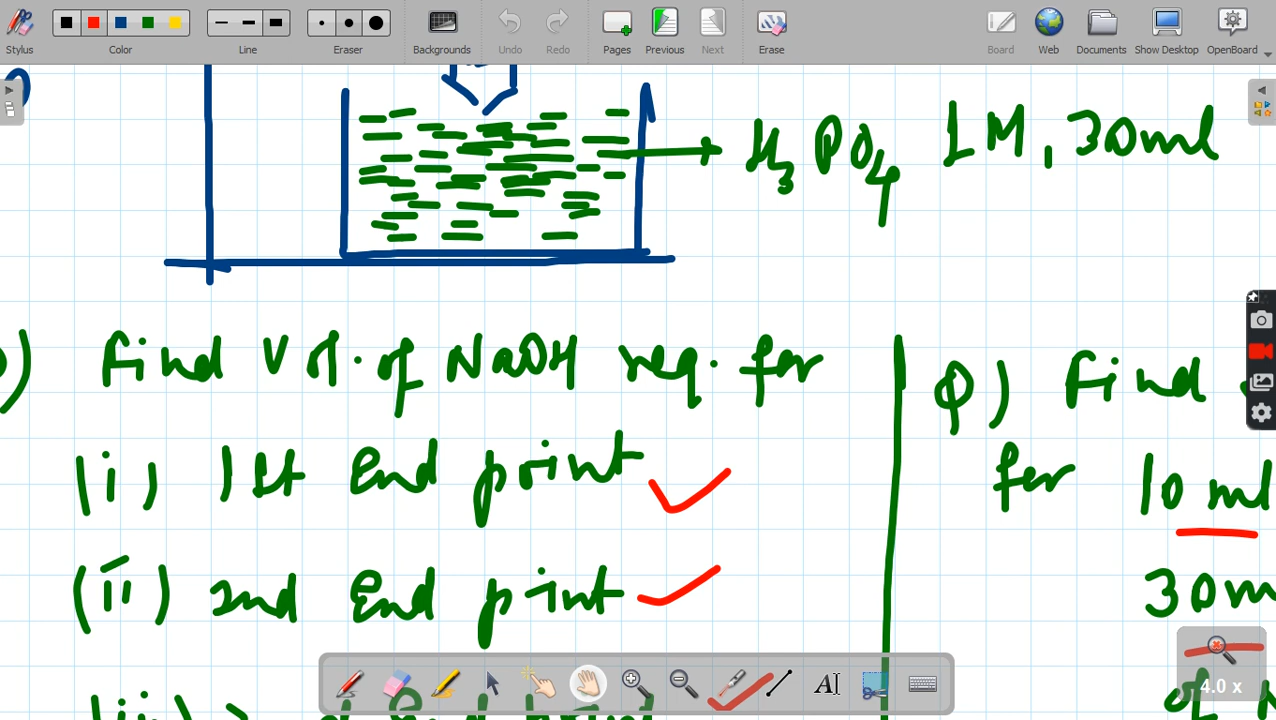 Stylus Color Line Eraser Backgrounds Undo Redo Pages Previous Next Erase Board Web Documents Show Desktop OpenBoard
H3PO4 1M, 30ml
) Find Vol. of NaOH req. for
(i) 1st End point
(ii) 2nd End point
(iii)
Q) Find
for 10 ml
30m
of
4.0 x